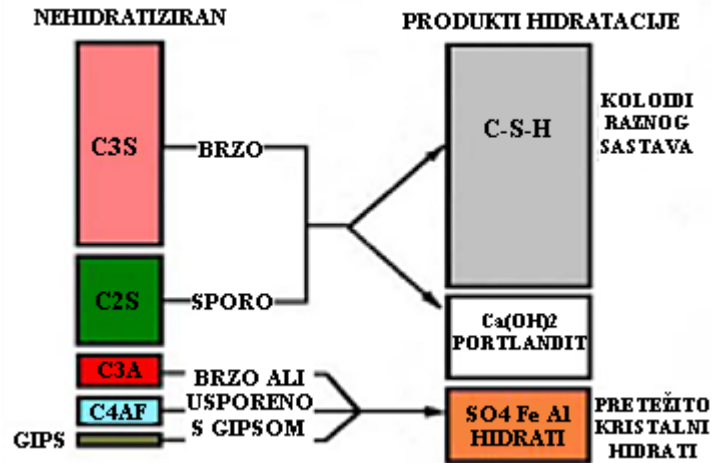 NEHIDRATIZIRAN
PRODUKTI HIDRATACIJE
C3S
BRZO
C-S-H
KOLOIDI
RAZNOG
SASTAVA
C2S
SPORO
Ca(OH)2
PORTLANDIT
C3A
BRZO ALI
C4AF
USPORENO
GIPS
S GIPSOM
SO4 Fe Al
HIDRATI
PRETEŽITO
KRISTALNI
HIDRATI